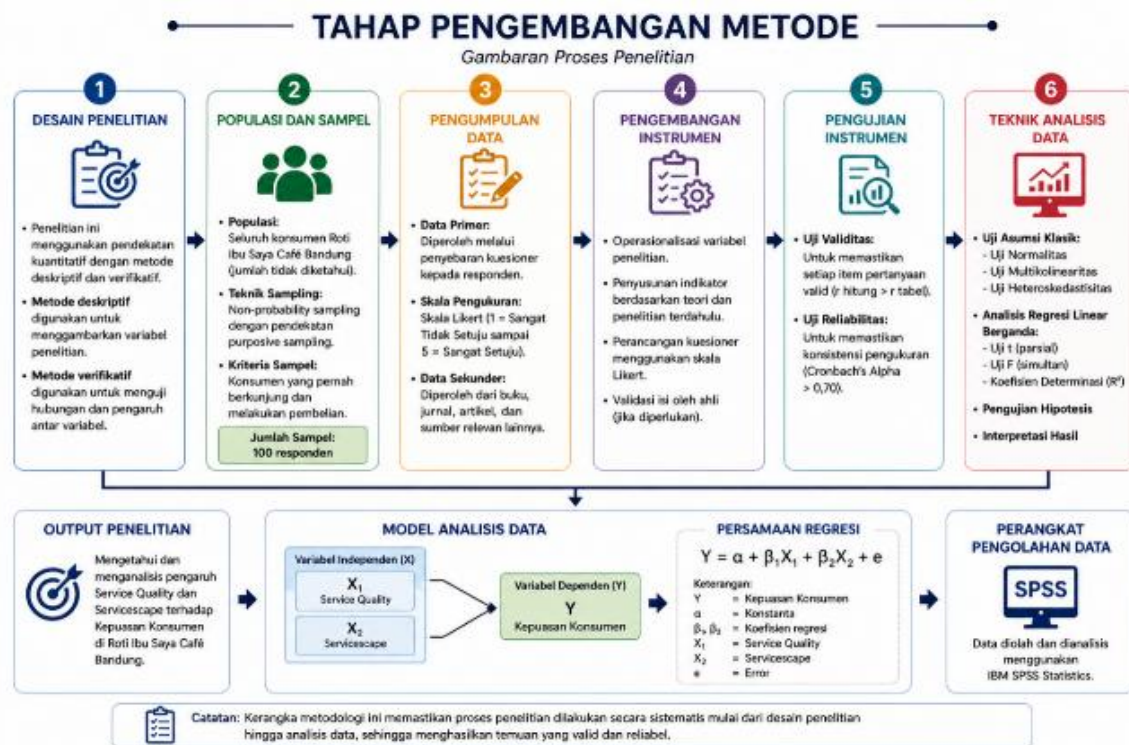 TAHAP PENGEMBANGAN METODE
Gambaran Proses Penelitian
1
DESAIN PENELITIAN
• Penelitian ini
menggunakan pendekatan
kuantitatif dengan metode
deskriptif dan verifikatif.
• Metode deskriptif
digunakan untuk
menggambarkan variabel
penelitian.
• Metode verifikatif
digunakan untuk menguji
hubungan dan pengaruh
antar variabel.
2
POPULASI DAN SAMPEL
• Populasi:
Seluruh konsumen Roti
Ibu Saya Café Bandung
(jumlah tidak diketahui).
• Teknik Sampling:
Non-probability sampling
dengan pendekatan
purposive sampling.
• Kriteria Sampel:
Konsumen yang pernah
berkunjung dan
melakukan pembelian.
Jumlah Sampel:
100 responden
3
PENGUMPULAN
DATA
• Data Primer:
Diperoleh melalui
penyebaran kuesioner
kepada responden.
• Skala Pengukuran:
Skala Likert (1 = Sangat
Tidak Setuju sampai
5 = Sangat Setuju).
• Data Sekunder:
Diperoleh dari buku,
jurnal, artikel, dan
sumber relevan lainnya.
4
PENGEMBANGAN
INSTRUMEN
• Operasionalisasi variabel
penelitian.
• Penyusunan indikator
berdasarkan teori dan
penelitian terdahulu.
• Perancangan kuesioner
menggunakan skala
Likert.
• Validasi isi oleh ahli
(jika diperlukan).
5
PENGUJIAN
INSTRUMEN
• Uji Validitas:
Untuk memastikan
setiap item pertanyaan
valid (r hitung > r tabel).
• Uji Reliabilitas:
Untuk memastikan
konsistensi pengukuran
(Cronbach's Alpha
> 0,70).
6
TEKNIK ANALISIS
DATA
• Uji Asumsi Klasik:
- Uji Normalitas
- Uji Multikolinearitas
- Uji Heteroskedastisitas
• Analisis Regresi Linear
Berganda:
- Uji t (parsial)
- Uji F (simultan)
- Koefisien Determinasi (R²)
• Pengujian Hipotesis
• Interpretasi Hasil
OUTPUT PENELITIAN
Mengetahui dan
menganalisis pengaruh
Service Quality dan
Servicescape terhadap
Kepuasan Konsumen
di Roti Ibu Saya Café
Bandung.
MODEL ANALISIS DATA
Variabel Independen (X)
X₁
Service Quality
X₂
Servicescape
Variabel Dependen (Y)
Y
Kepuasan Konsumen
PERSAMAAN REGRESI
Y = α + β₁X₁ + β₂X₂ + e
Keterangan:
Y = Kepuasan Konsumen
α = Konstanta
β₁, β₂ = Koefisien regresi
X₁ = Service Quality
X₂ = Servicescape
e = Error
PERANGKAT
PENGOLAHAN DATA
SPSS
Data diolah dan dianalisis
menggunakan
IBM SPSS Statistics.
Catatan: Kerangka metodologi ini memastikan proses penelitian dilakukan secara sistematis mulai dari desain penelitian
hingga analisis data, sehingga menghasilkan temuan yang valid dan reliabel.